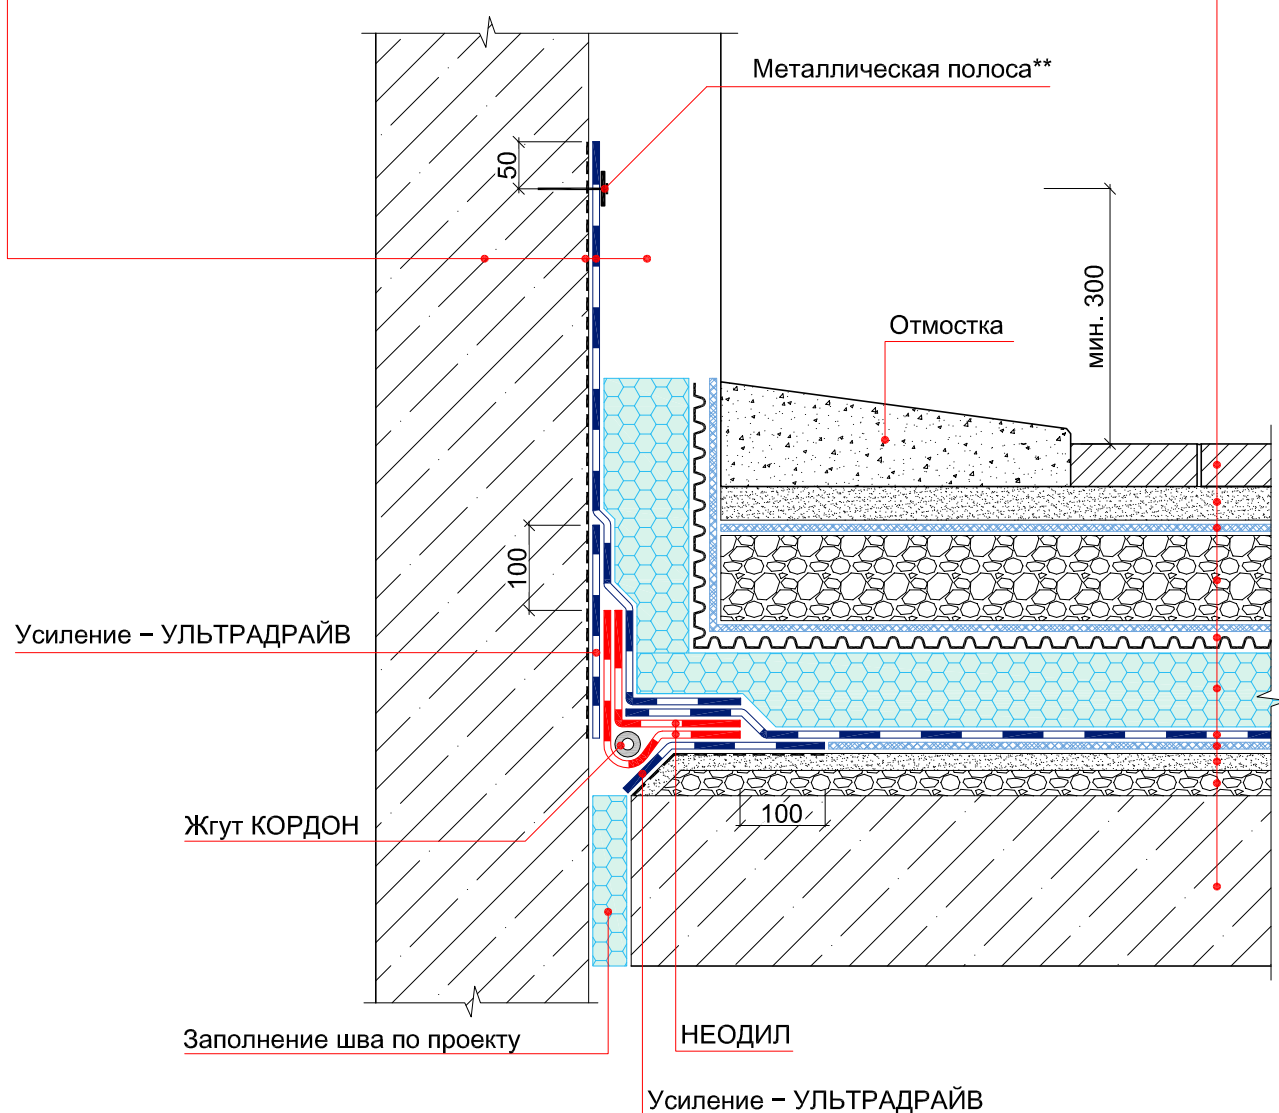 Металлическая полоса**
50
мин. 300
Отмостка
100
Усиление – УЛЬТРАДРАЙВ
100
Жгут КОРДОН
Заполнение шва по проекту
НЕОДИЛ
Усиление – УЛЬТРАДРАЙВ